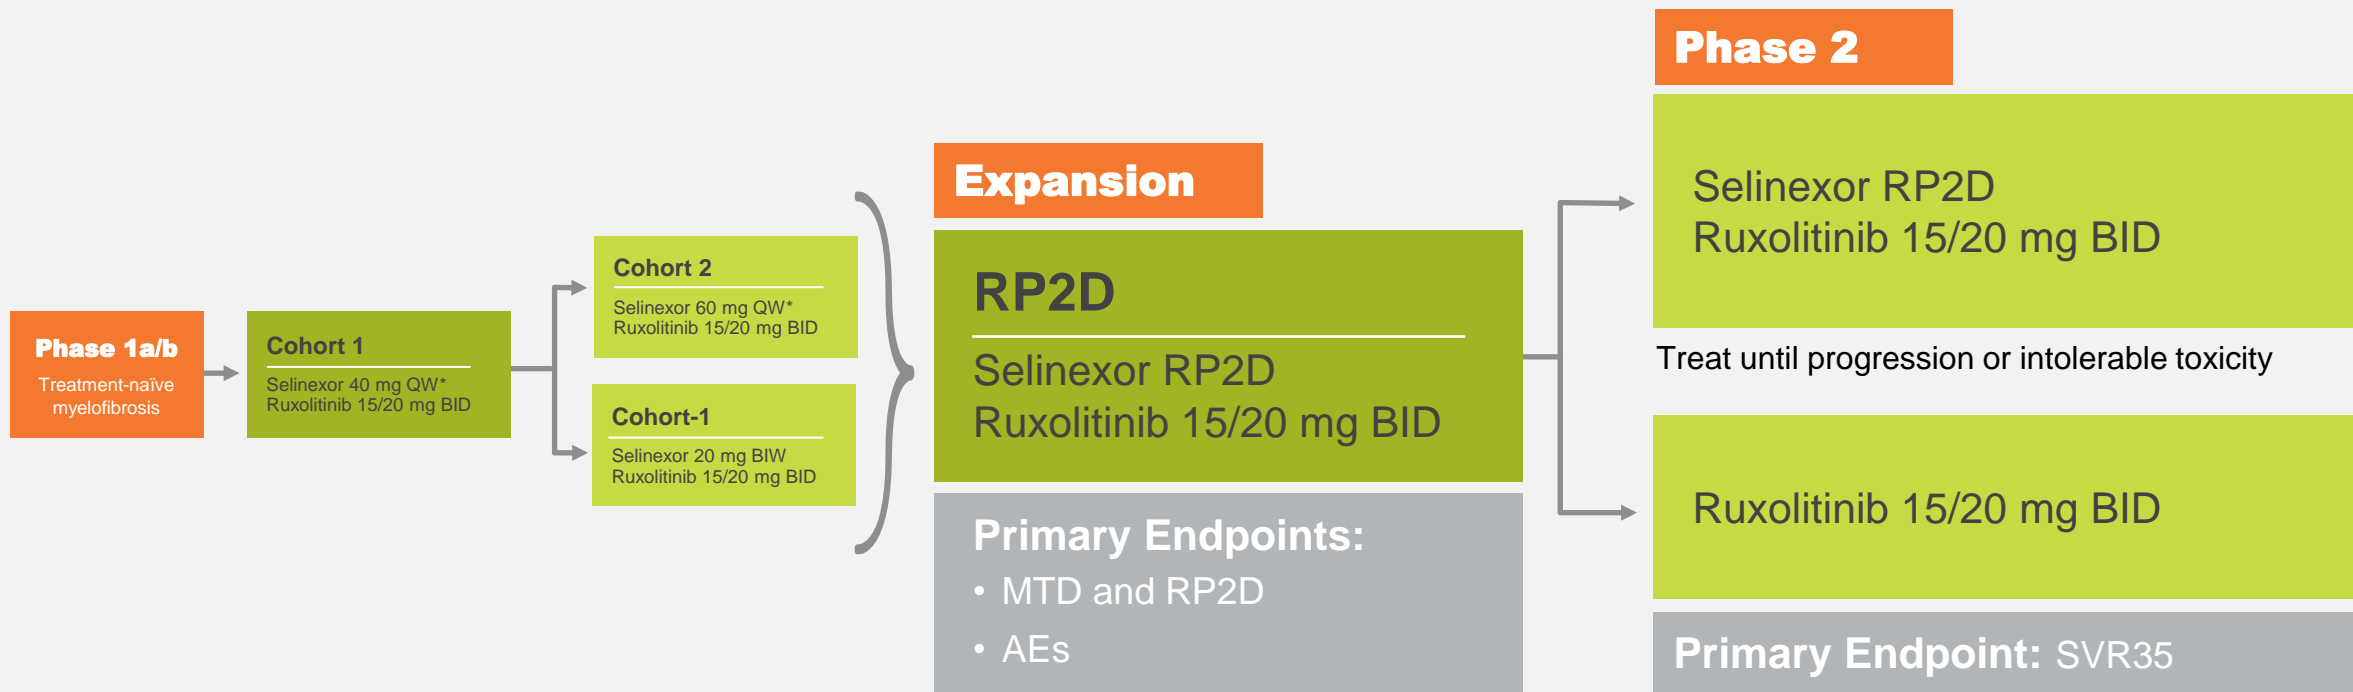 Phase 1a/b
Treatment-naïve
myelofibrosis
Cohort 1
Selinexor 40 mg QW*
Ruxolitinib 15/20 mg BID
Cohort 2
Selinexor 60 mg QW*
Ruxolitinib 15/20 mg BID
Cohort-1
Selinexor 20 mg BIW
Ruxolitinib 15/20 mg BID
Expansion
RP2D
Selinexor RP2D
Ruxolitinib 15/20 mg BID
Primary Endpoints:
• MTD and RP2D
• AEs
Phase 2
Selinexor RP2D
Ruxolitinib 15/20 mg BID
Treat until progression or intolerable toxicity
Ruxolitinib 15/20 mg BID
Primary Endpoint: SVR35